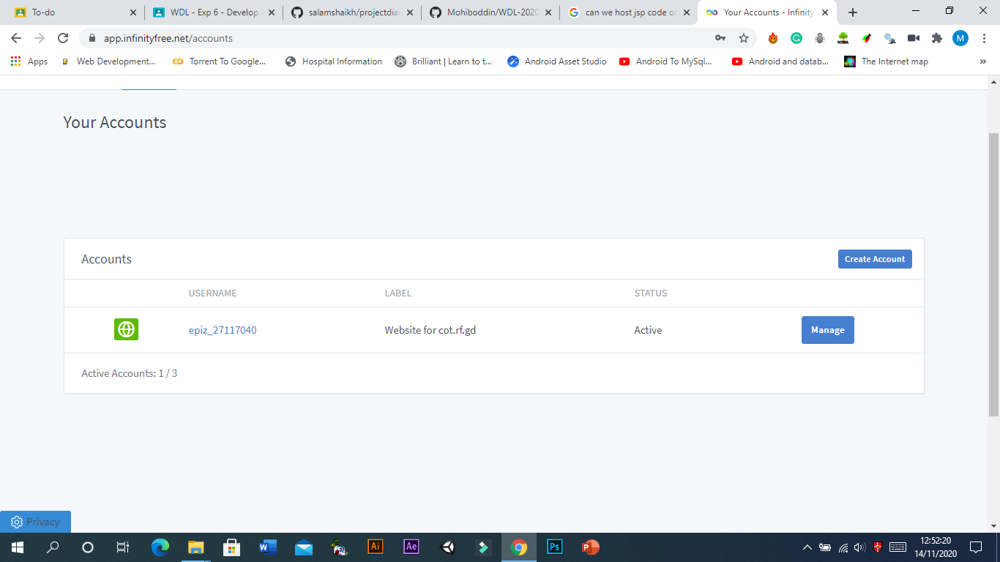 To-do
WDL - Exp 6 - Develop
salamshaikh/projectdia
Mohiboddin/WDL-2020
can we host jsp code o
Your Accounts - Infinity
app.infinityfree.net/accounts
M
Apps
Web Development...
Torrent To Google...
Hospital Information
Brilliant | Learn to t...
Android Asset Studio
Android To MySql...
Android and datab...
The Internet map
»
Your Accounts
Accounts
Create Account
USERNAME LABEL STATUS
epiz_27117040 Website for cot.rf.gd Active Manage
Active Accounts: 1 / 3
Privacy
Ai
Ae
Ps
12:52:20
14/11/2020